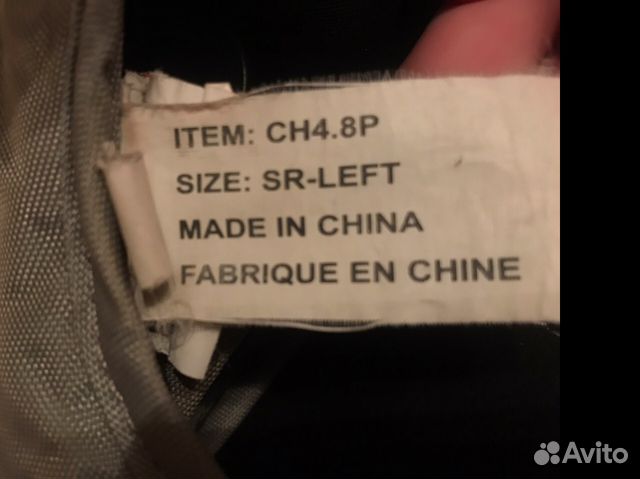 ITEM: CH4.8P
SIZE: SR-LEFT
MADE IN CHINA
FABRIQUE EN CHINE
Avito